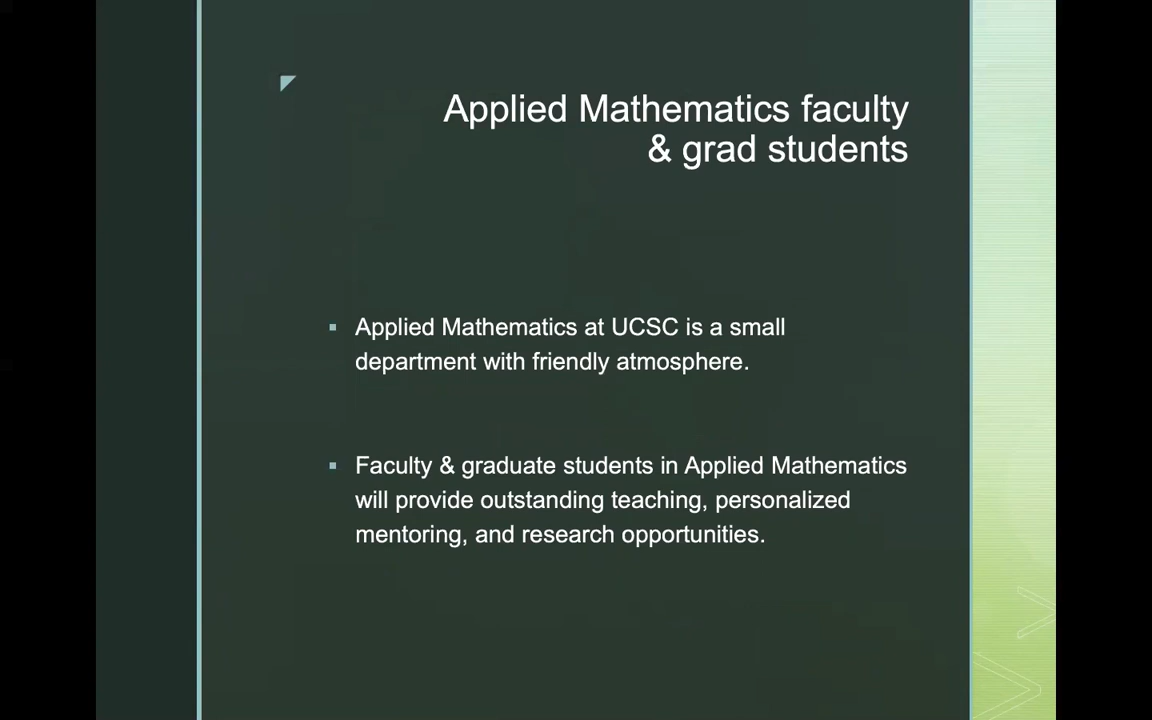 Applied Mathematics faculty
& grad students
▪ Applied Mathematics at UCSC is a small
department with friendly atmosphere.
▪ Faculty & graduate students in Applied Mathematics
will provide outstanding teaching, personalized
mentoring, and research opportunities.